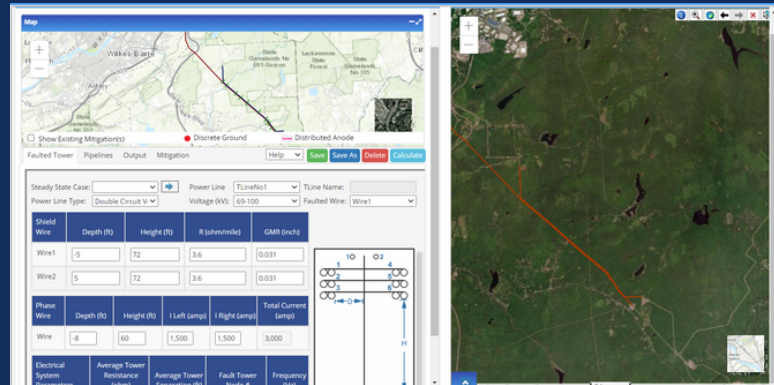 Map
Wilkes-Barre
Ashley
State
Gamelands No
091-Beacon
Lackawanna
State
Forest
State
Gamelands
No 135
Show Existing Mitigation(s)
Discrete Ground
Distributed Anode
Faulted Tower Pipelines Output Mitigation Help Save Save As Delete Calculate
Steady State Case: Power Line TLineNo1 TLine Name:
Power Line Type: Double Circuit V Voltage (kV): 69-100 Faulted Wire: Wire1
Shield Wire Depth (ft) Height (ft) R (ohm/mile) GMR (inch)
Wire1 -5 72 3.6 0.031
Wire2 5 72 3.6 0.031
Phase Wire Depth (ft) Height (ft) I Left (amp) I Right (amp) Total Current (amp)
Wire -8 60 1,500 1,500 3,000
1 2
1 4
2 5
3 6
D
H
Electrical System Average Tower Resistance Average Tower Fault Tower Frequency